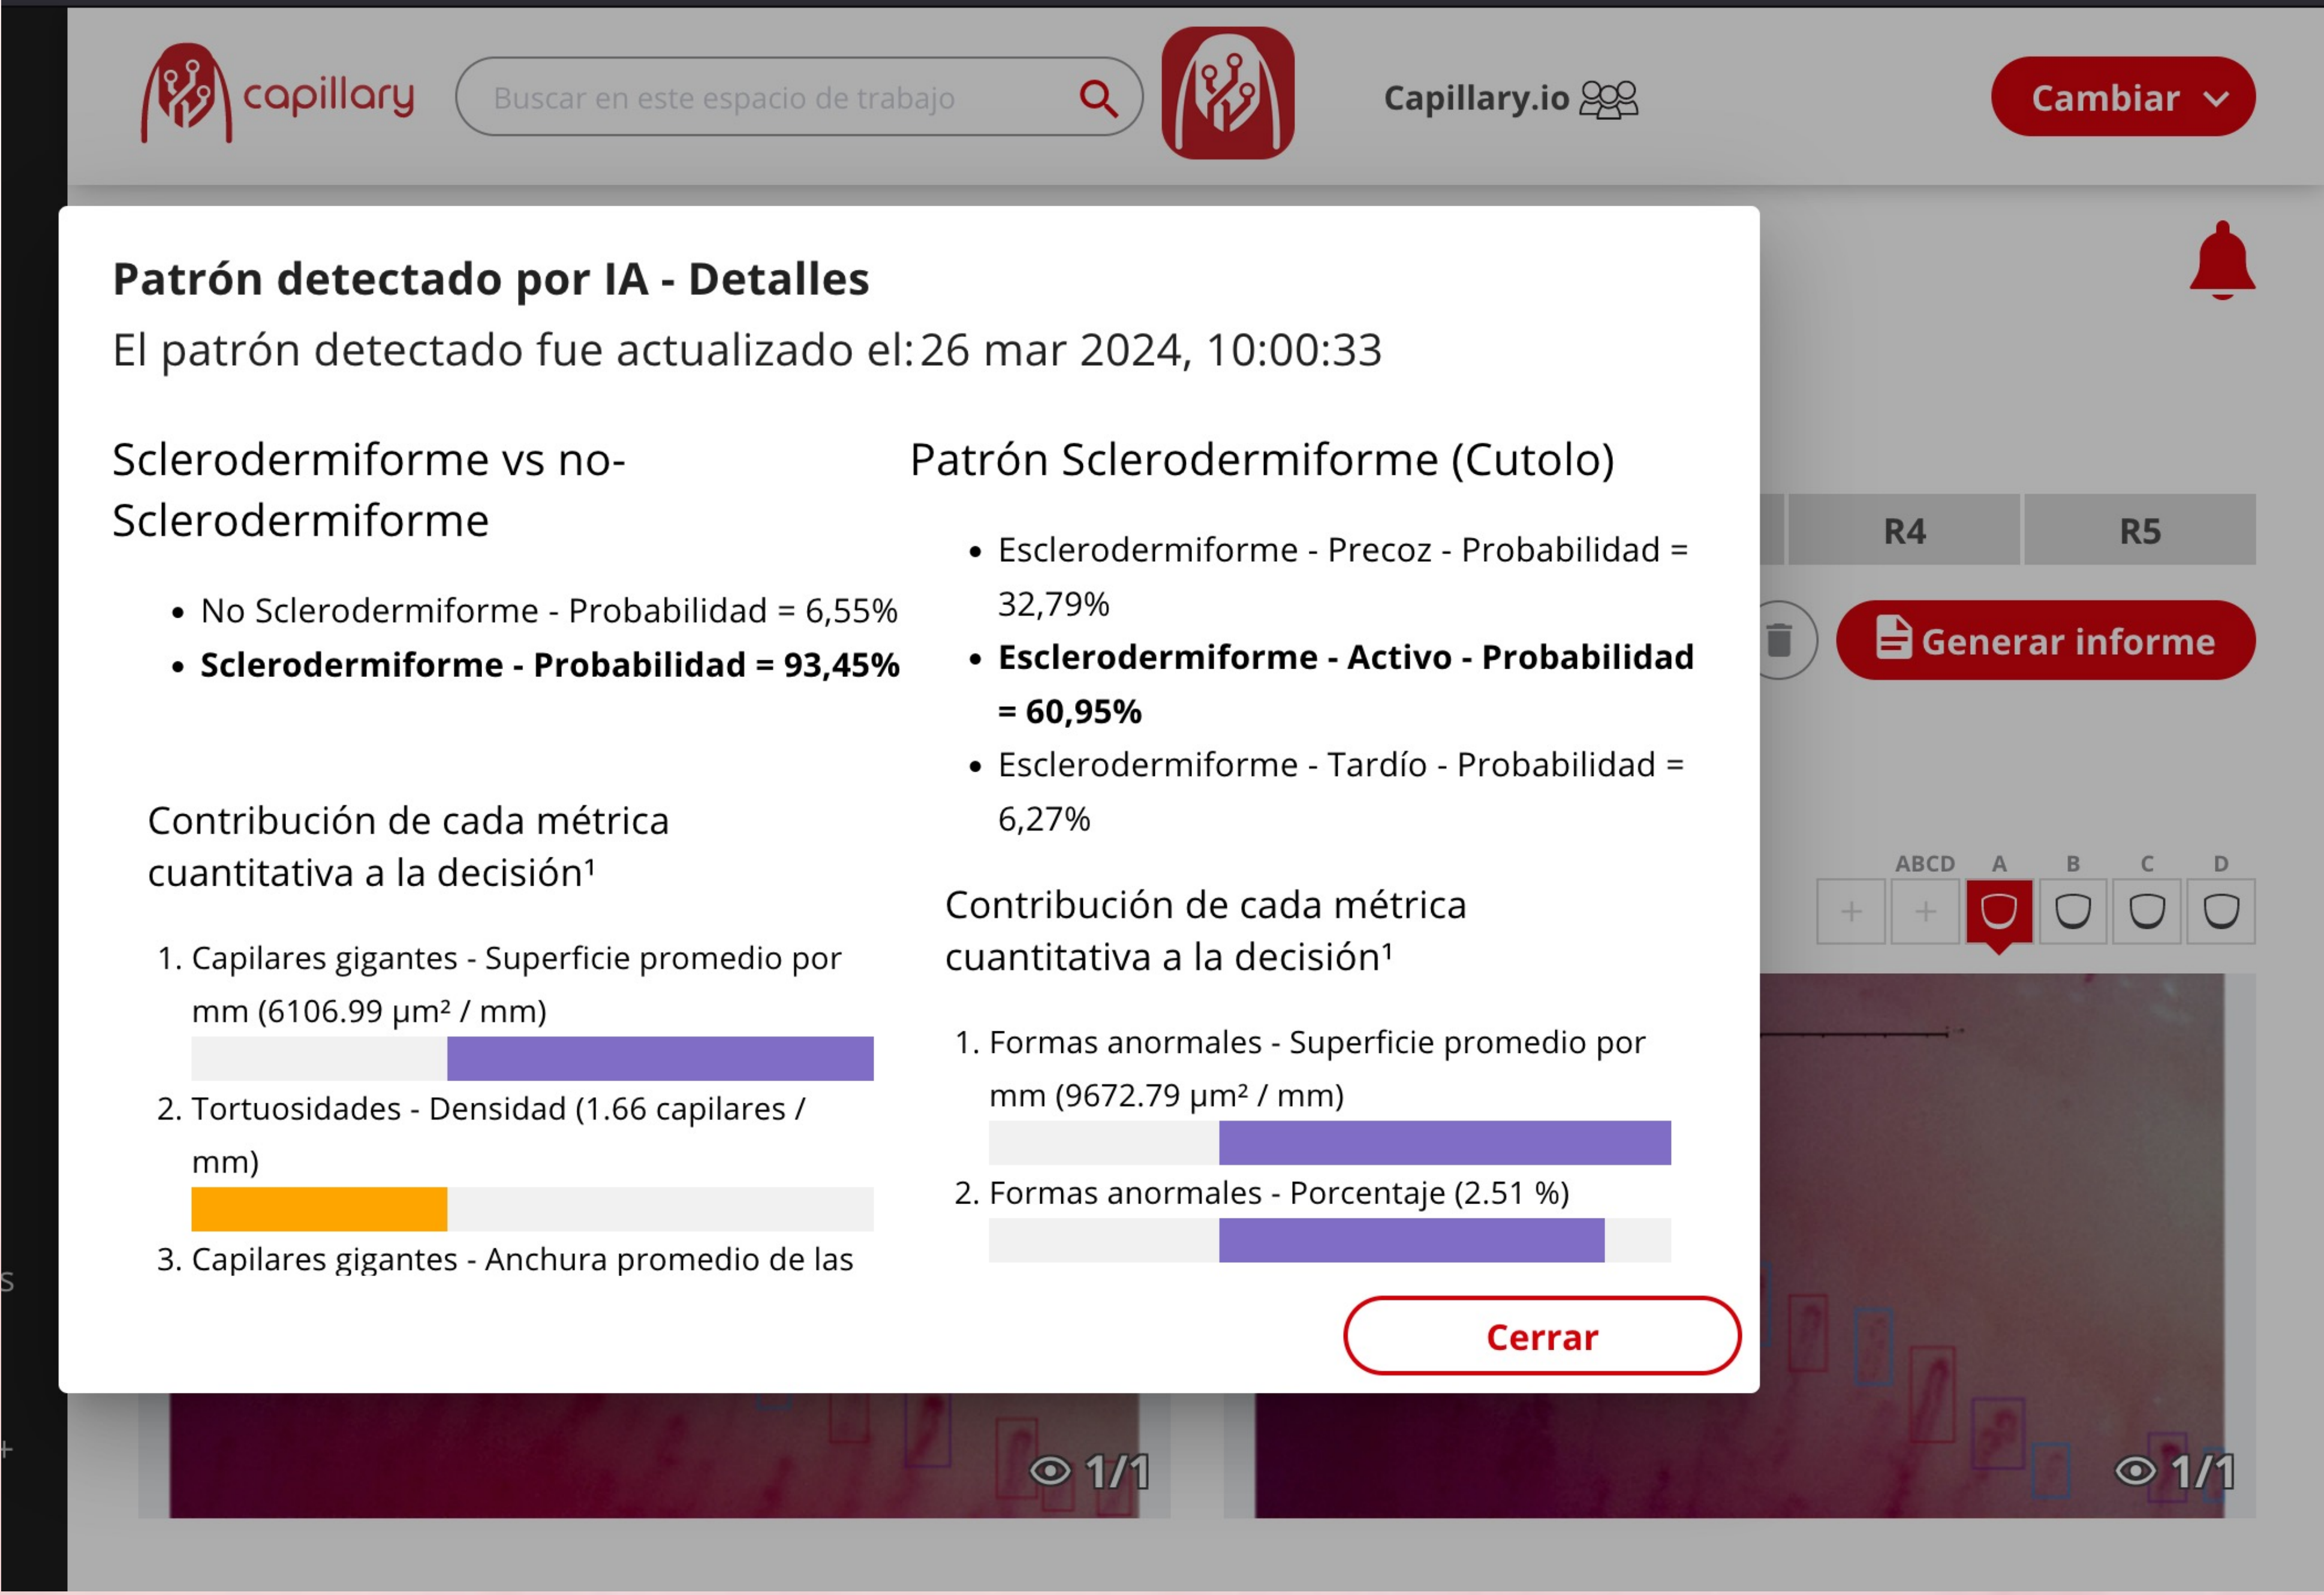 capillary
Buscar en este espacio de trabajo
Capillary.io
Cambiar
Patrón detectado por IA - Detalles
El patrón detectado fue actualizado el: 26 mar 2024, 10:00:33
Sclerodermiforme vs no-
Sclerodermiforme
No Sclerodermiforme - Probabilidad = 6,55%
Sclerodermiforme - Probabilidad = 93,45%
Contribución de cada métrica
cuantitativa a la decisión¹
1. Capilares gigantes - Superficie promedio por
mm (6106.99 µm² / mm)
2. Tortuosidades - Densidad (1.66 capilares /
mm)
3. Capilares gigantes - Anchura promedio de las
Patrón Sclerodermiforme (Cutolo)
Esclerodermiforme - Precoz - Probabilidad =
32,79%
Esclerodermiforme - Activo - Probabilidad
= 60,95%
Esclerodermiforme - Tardío - Probabilidad =
6,27%
Contribución de cada métrica
cuantitativa a la decisión¹
1. Formas anormales - Superficie promedio por
mm (9672.79 µm² / mm)
2. Formas anormales - Porcentaje (2.51 %)
Cerrar
R4
R5
Generar informe
ABCD
A
B
C
D
1/1
1/1